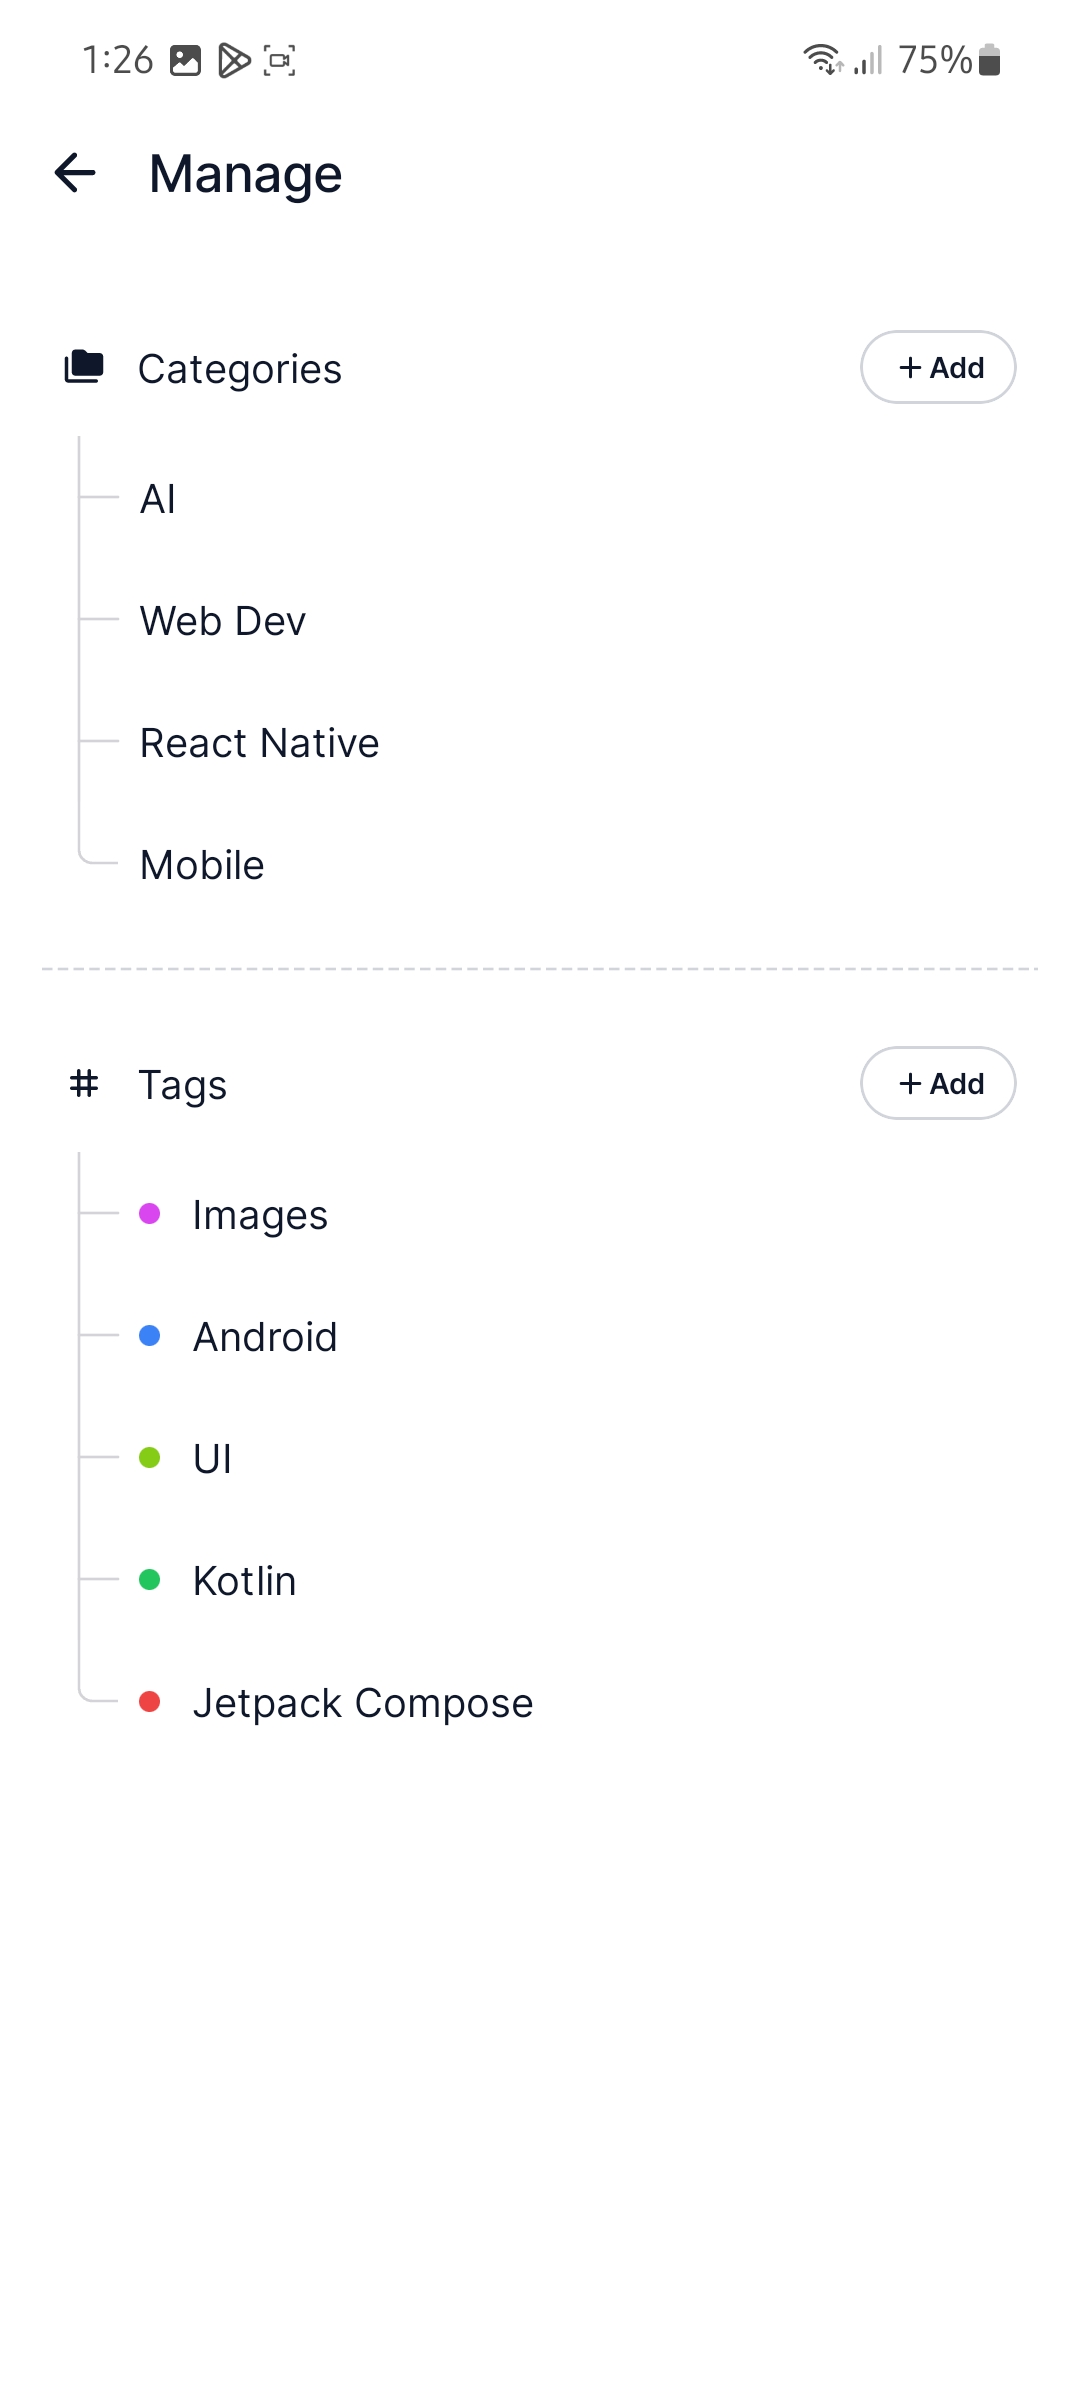 1:26 75%
Manage
Categories + Add
AI
Web Dev
React Native
Mobile
# Tags + Add
Images
Android
UI
Kotlin
Jetpack Compose